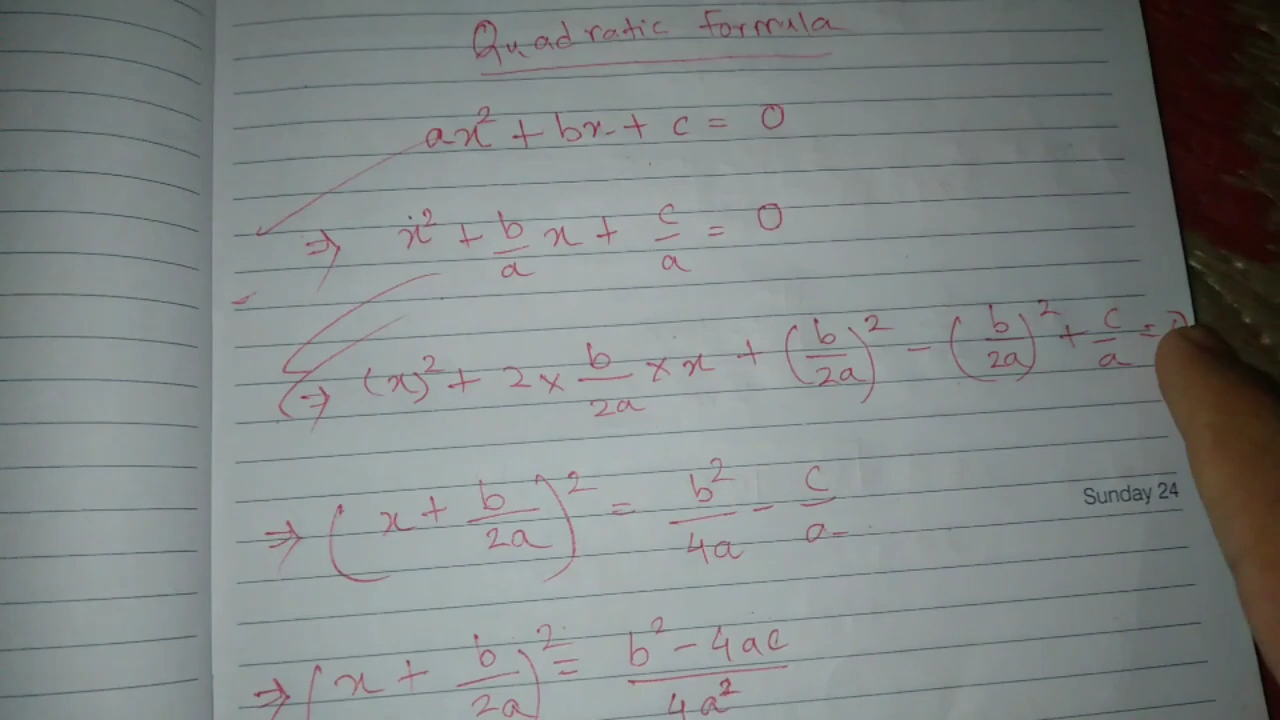 Quadratic formula
ax² + bx + c = 0
⇒ x² + b/a x + c/a = 0
⇒ (x)² + 2 × b/2a × x + (b/2a)² - (b/2a)² + c/a =
⇒ (x + b/2a)² = b²/4a - c/a
Sunday 24
⇒ (x + b/2a)² = b² - 4ac/4a²